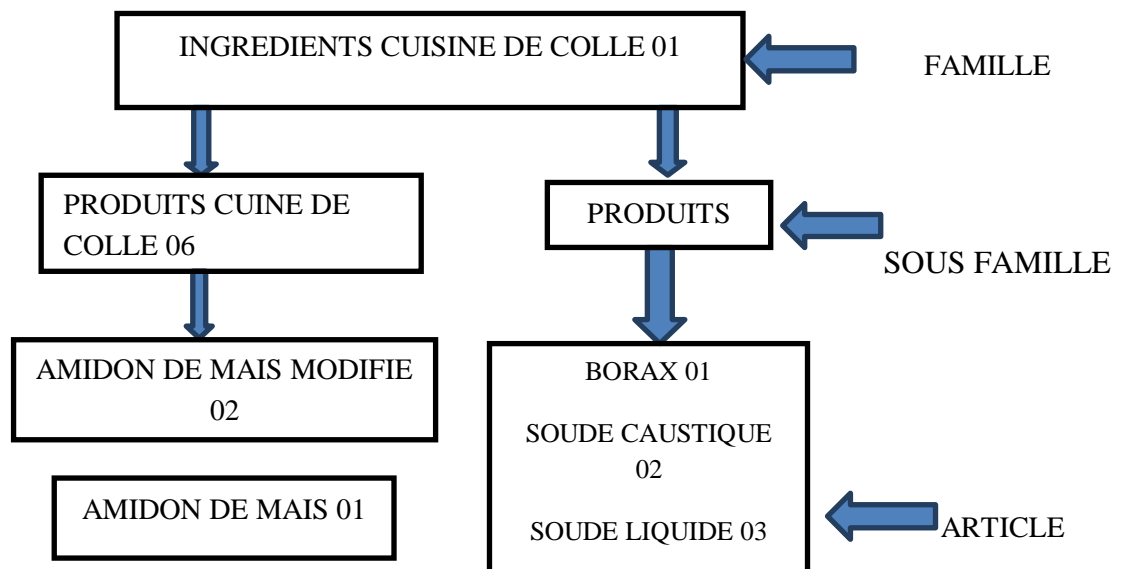 INGREDIENTS CUISINE DE COLLE 01
FAMILLE
PRODUITS CUINE DE
COLLE 06
PRODUITS
SOUS FAMILLE
AMIDON DE MAIS MODIFIE
02
AMIDON DE MAIS 01
BORAX 01
SOUDE CAUSTIQUE
02
SOUDE LIQUIDE 03
ARTICLE